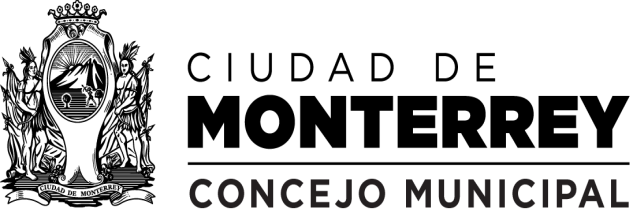 CIUDAD DE
MONTERREY
CONCEJO MUNICIPAL
CIUDAD DE MONTERREY